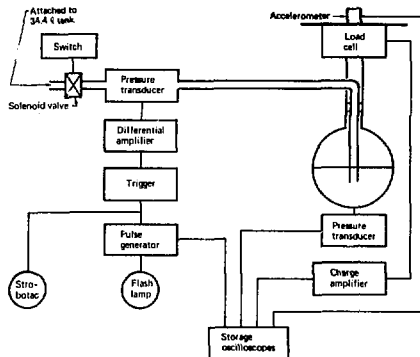 Attached to
34.4 ℓ tank
Accelerometer
Switch
Load
cell
Pressure
transducer
Solenoid valve
Differential
amplifier
Trigger
Pulse
generator
Pressure
transducer
Stro-
botac
Flash
lamp
Charge
amplifier
Storage
oscilloscopes